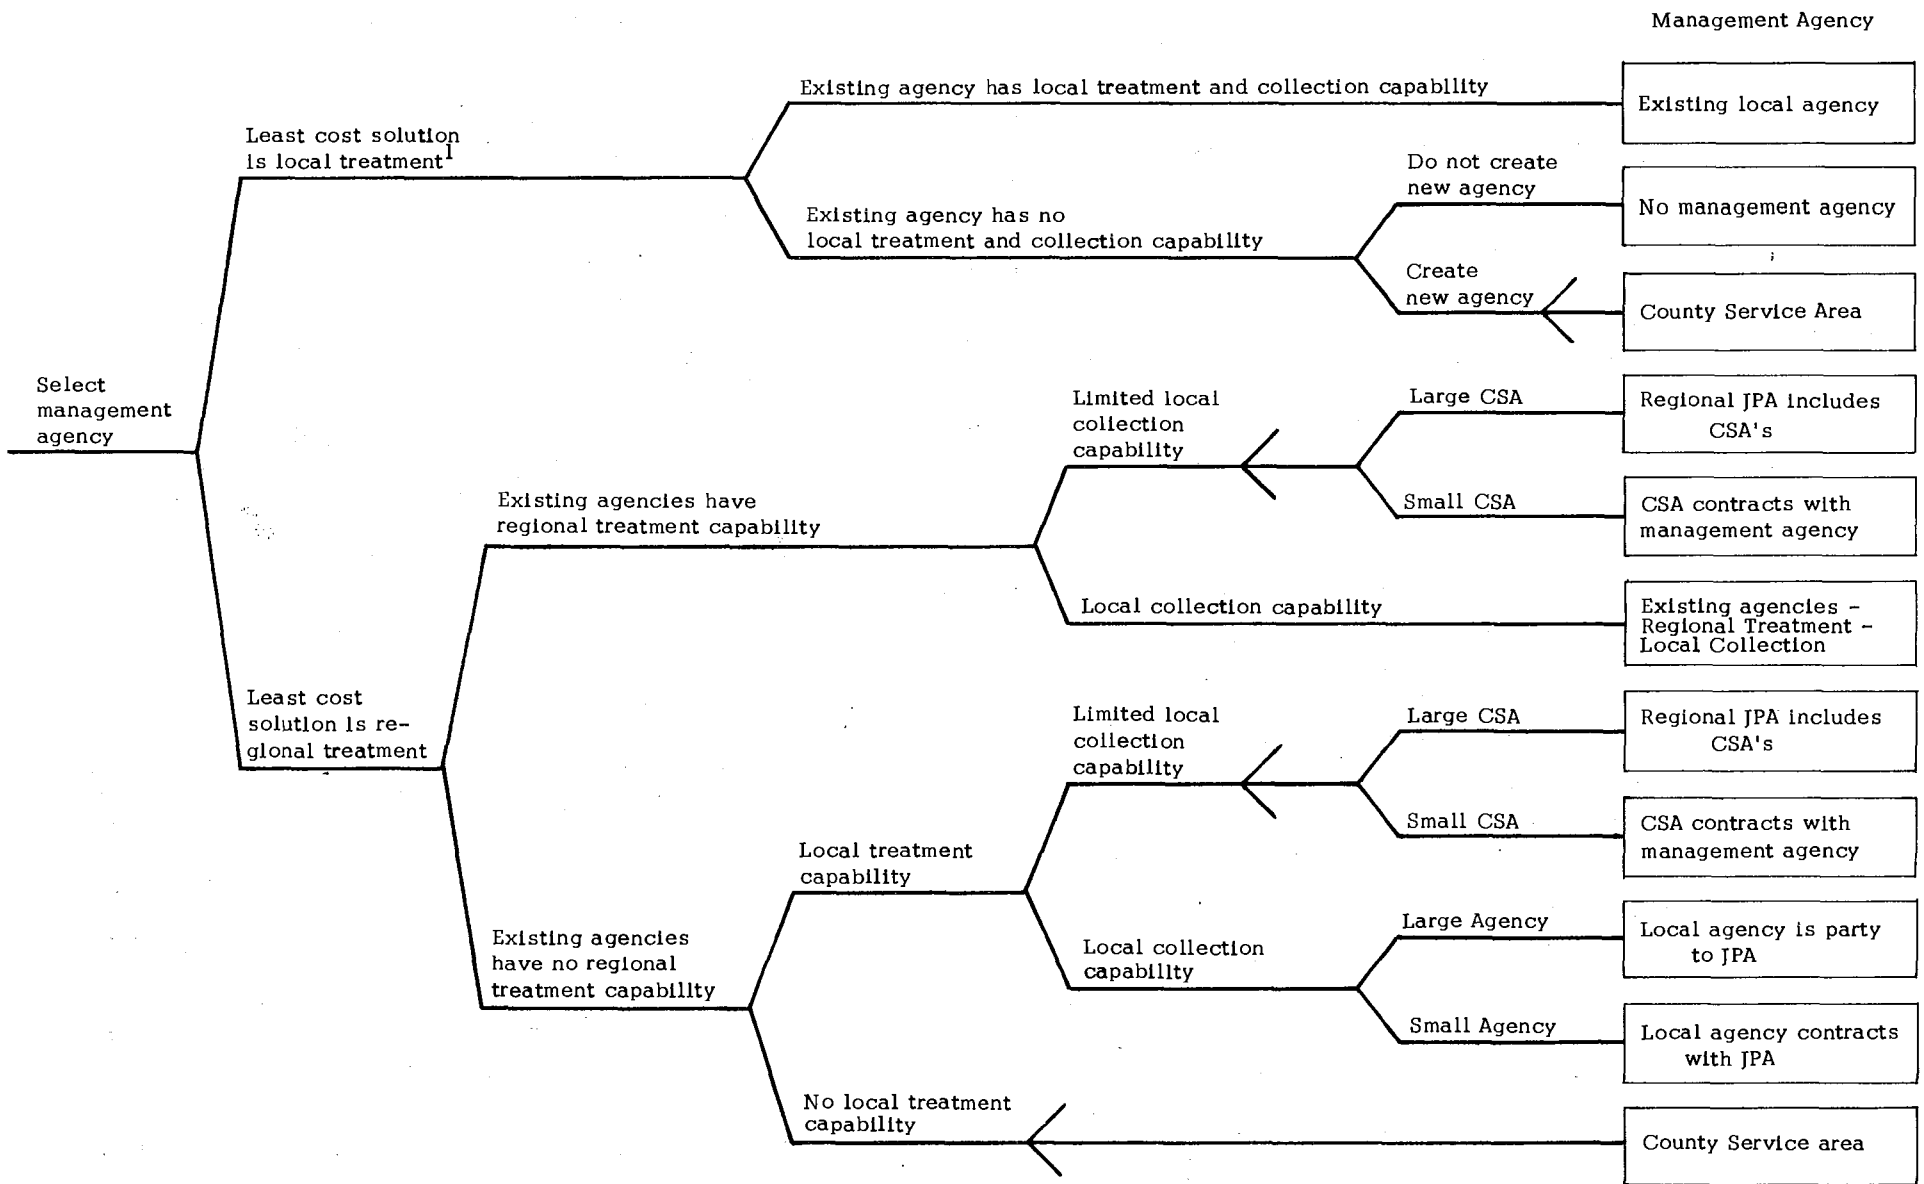 Management Agency
Existing agency has local treatment and collection capability
Existing local agency
Least cost solution
is local treatment1
Do not create
new agency
No management agency
Existing agency has no
local treatment and collection capability
Create
new agency
County Service Area
Select
management
agency
Limited local
collection
capability
Large CSA
Regional JPA includes
CSA's
Existing agencies have
regional treatment capability
Small CSA
CSA contracts with
management agency
Local collection capability
Existing agencies -
Regional Treatment -
Local Collection
Least cost
solution is re-
gional treatment
Limited local
collection
capability
Large CSA
Regional JPA includes
CSA's
Small CSA
CSA contracts with
management agency
Local treatment
capability
Existing agencies
have no regional
treatment capability
Local collection
capability
Large Agency
Local agency is party
to JPA
Small Agency
Local agency contracts
with JPA
No local treatment
capability
County Service area